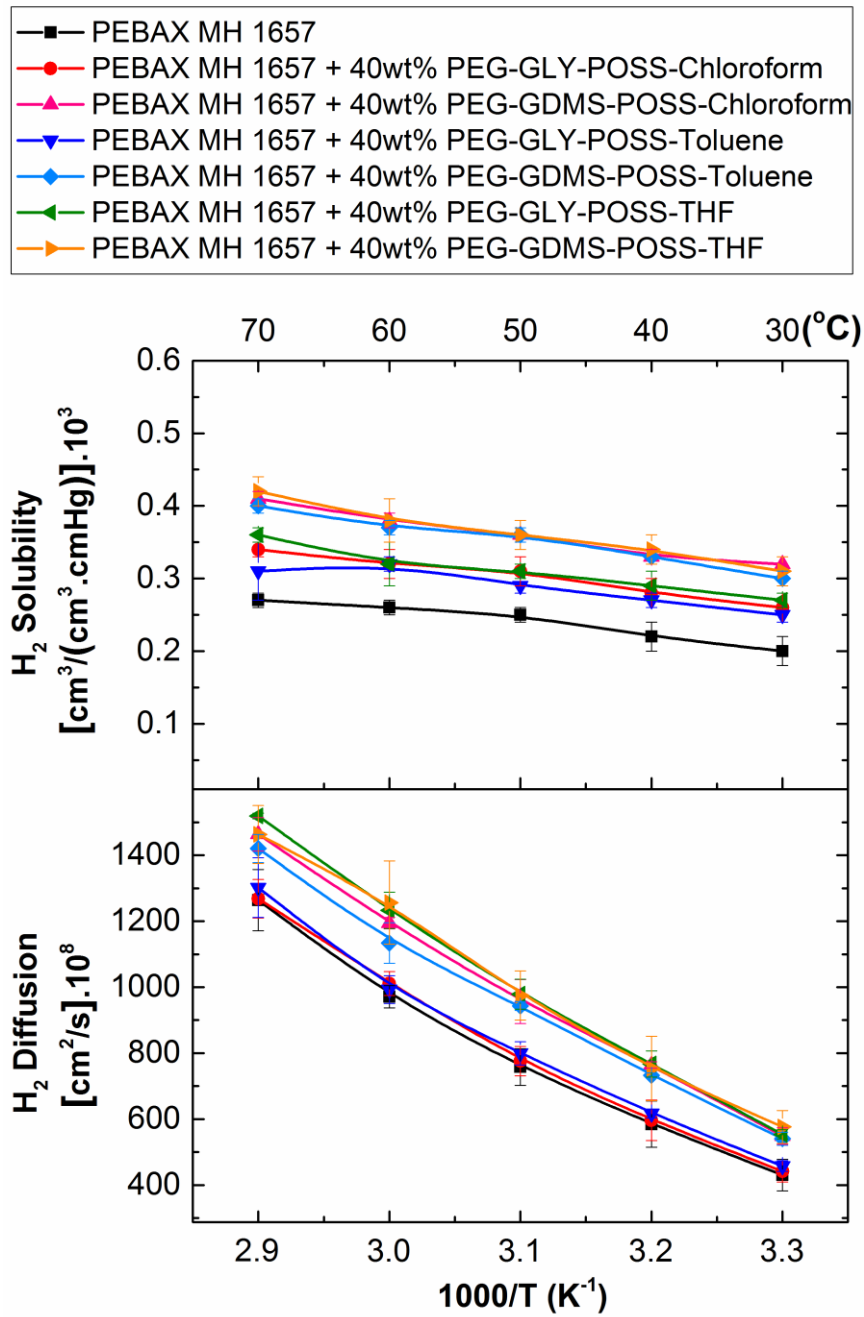 PEBAX MH 1657
PEBAX MH 1657 + 40wt% PEG-GLY-POSS-Chloroform
PEBAX MH 1657 + 40wt% PEG-GDMS-POSS-Chloroform
PEBAX MH 1657 + 40wt% PEG-GLY-POSS-Toluene
PEBAX MH 1657 + 40wt% PEG-GDMS-POSS-Toluene
PEBAX MH 1657 + 40wt% PEG-GLY-POSS-THF
PEBAX MH 1657 + 40wt% PEG-GDMS-POSS-THF
70 60 50 40 30 (°C)
0.6
0.5
0.4
0.3
0.2
0.1
H₂ Solubility
[cm³/(cm³.cmHg)].10³
1400
1200
1000
800
600
400
H₂ Diffusion
[cm²/s].10⁸
2.9 3.0 3.1 3.2 3.3
1000/T (K⁻¹)